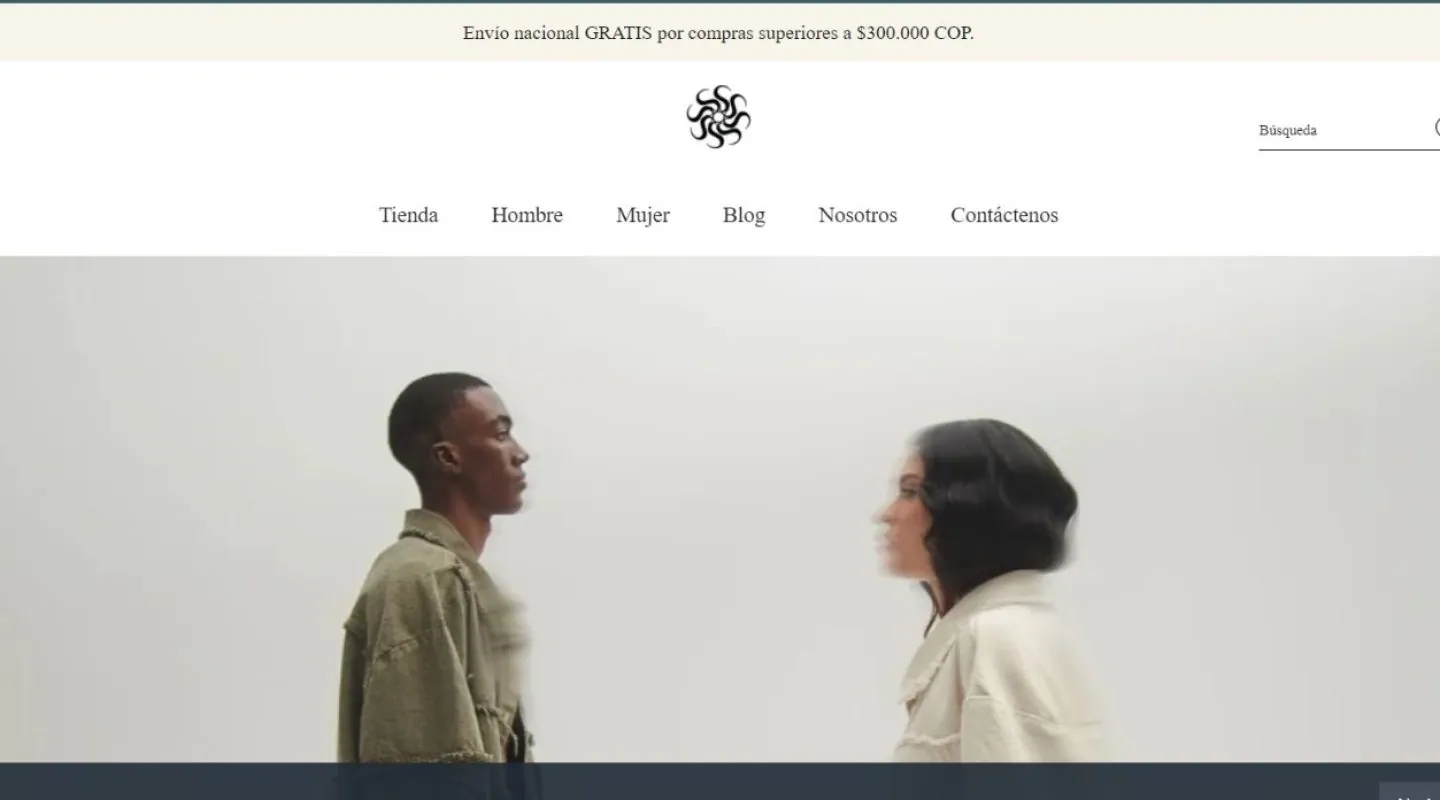 Envío nacional GRATIS por compras superiores a $300.000 COP.
Búsqueda
Tienda Hombre Mujer Blog Nosotros Contáctenos